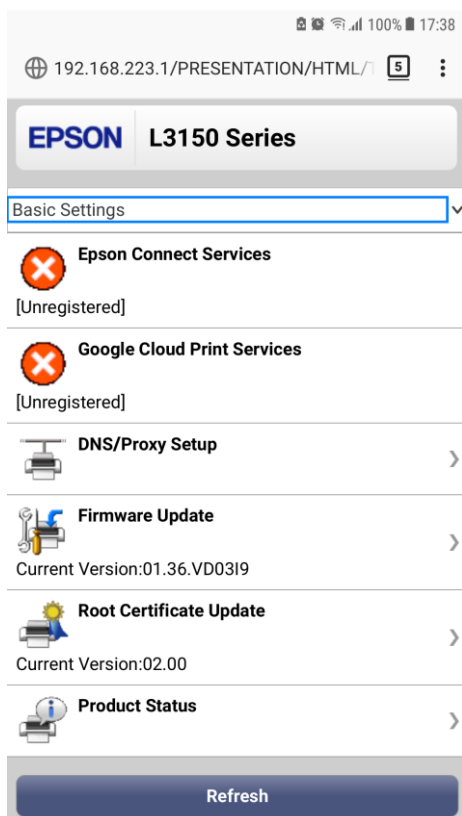 100% 17:38
192.168.223.1/PRESENTATION/HTML/ 5
EPSON L3150 Series
Basic Settings
Epson Connect Services
[Unregistered]
Google Cloud Print Services
[Unregistered]
DNS/Proxy Setup
Firmware Update
Current Version:01.36.VD03I9
Root Certificate Update
Current Version:02.00
Product Status
Refresh